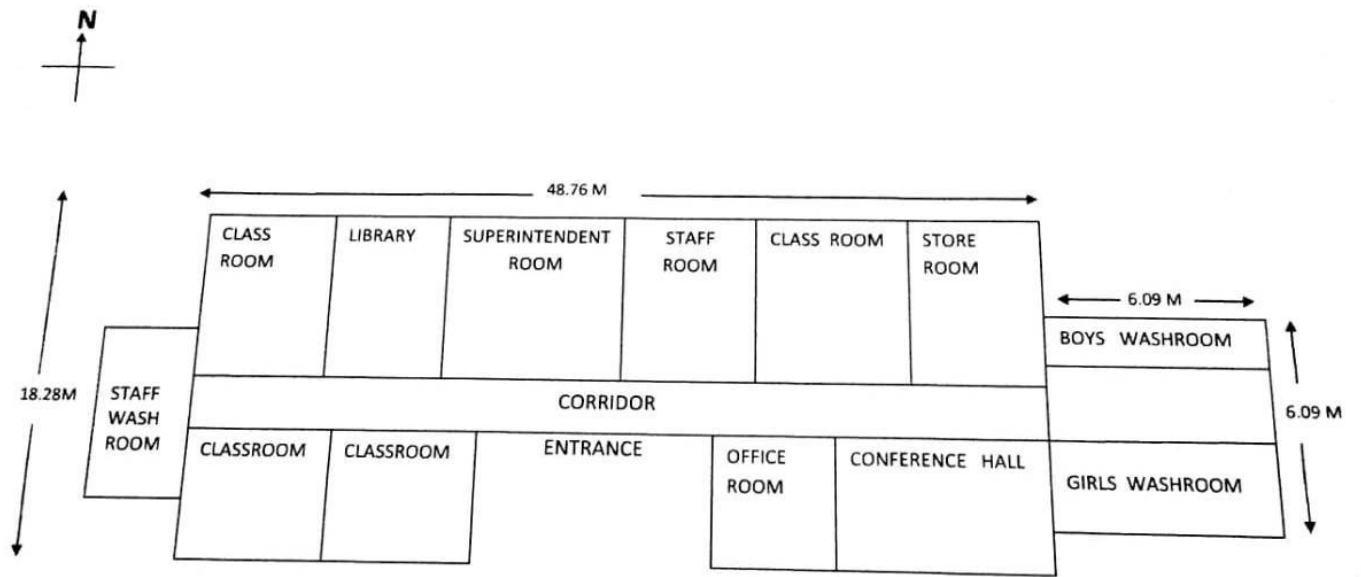 N
48.76 M
CLASS
ROOM
LIBRARY
SUPERINTENDENT
ROOM
STAFF
ROOM
CLASS ROOM
STORE
ROOM
6.09 M
BOYS WASHROOM
18.28M
STAFF
WASH
ROOM
CORRIDOR
6.09 M
CLASSROOM
CLASSROOM
ENTRANCE
OFFICE
ROOM
CONFERENCE HALL
GIRLS WASHROOM